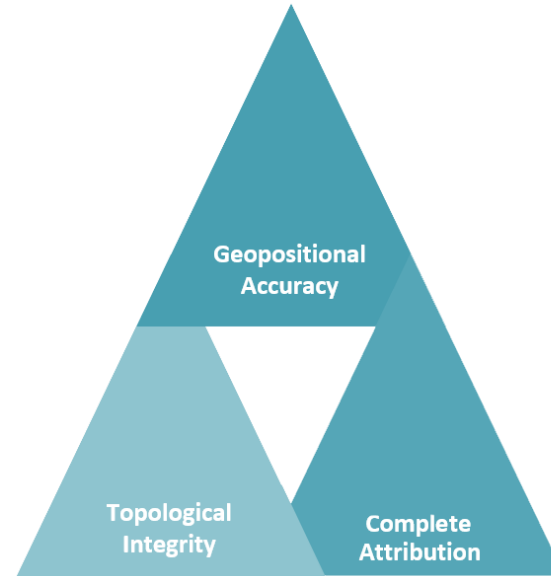 Geopositional
Accuracy
Topological
Integrity
Complete
Attribution